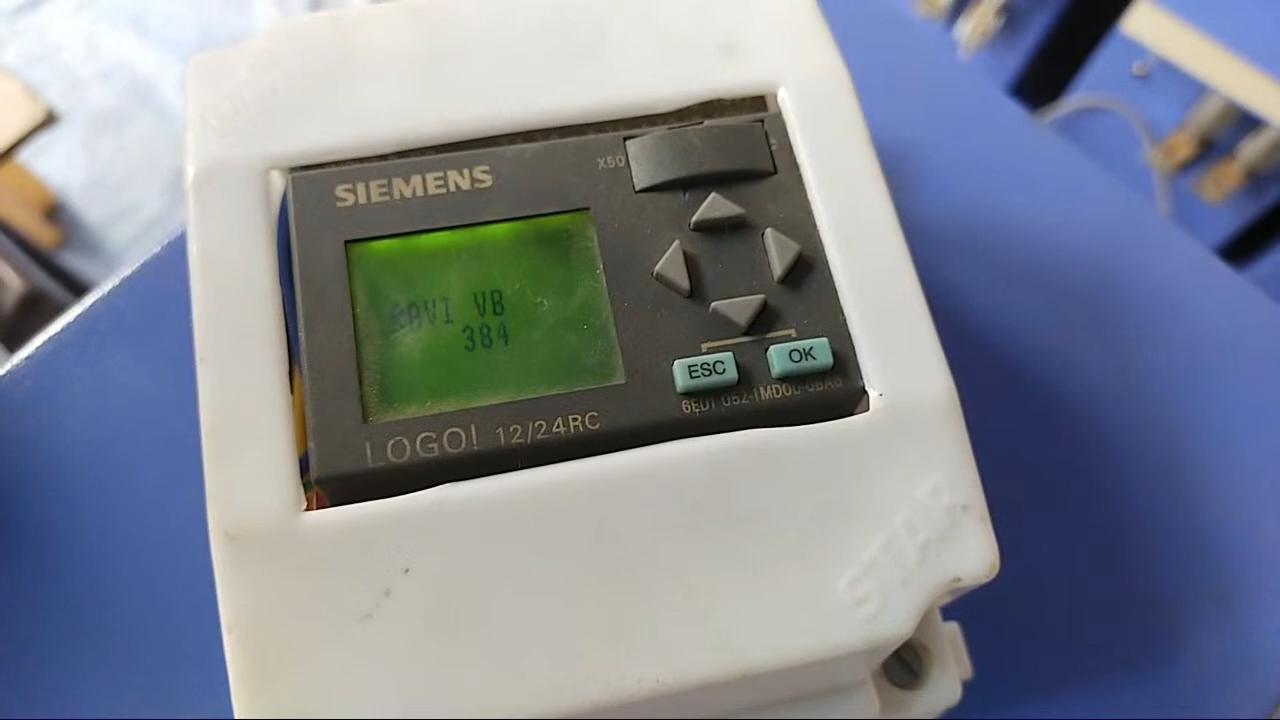 SIEMENS
X50
RAVI VB
384
ESC
OK
6ED1 052-1MD00-0BA6
LOGO! 12/24RC
STAR